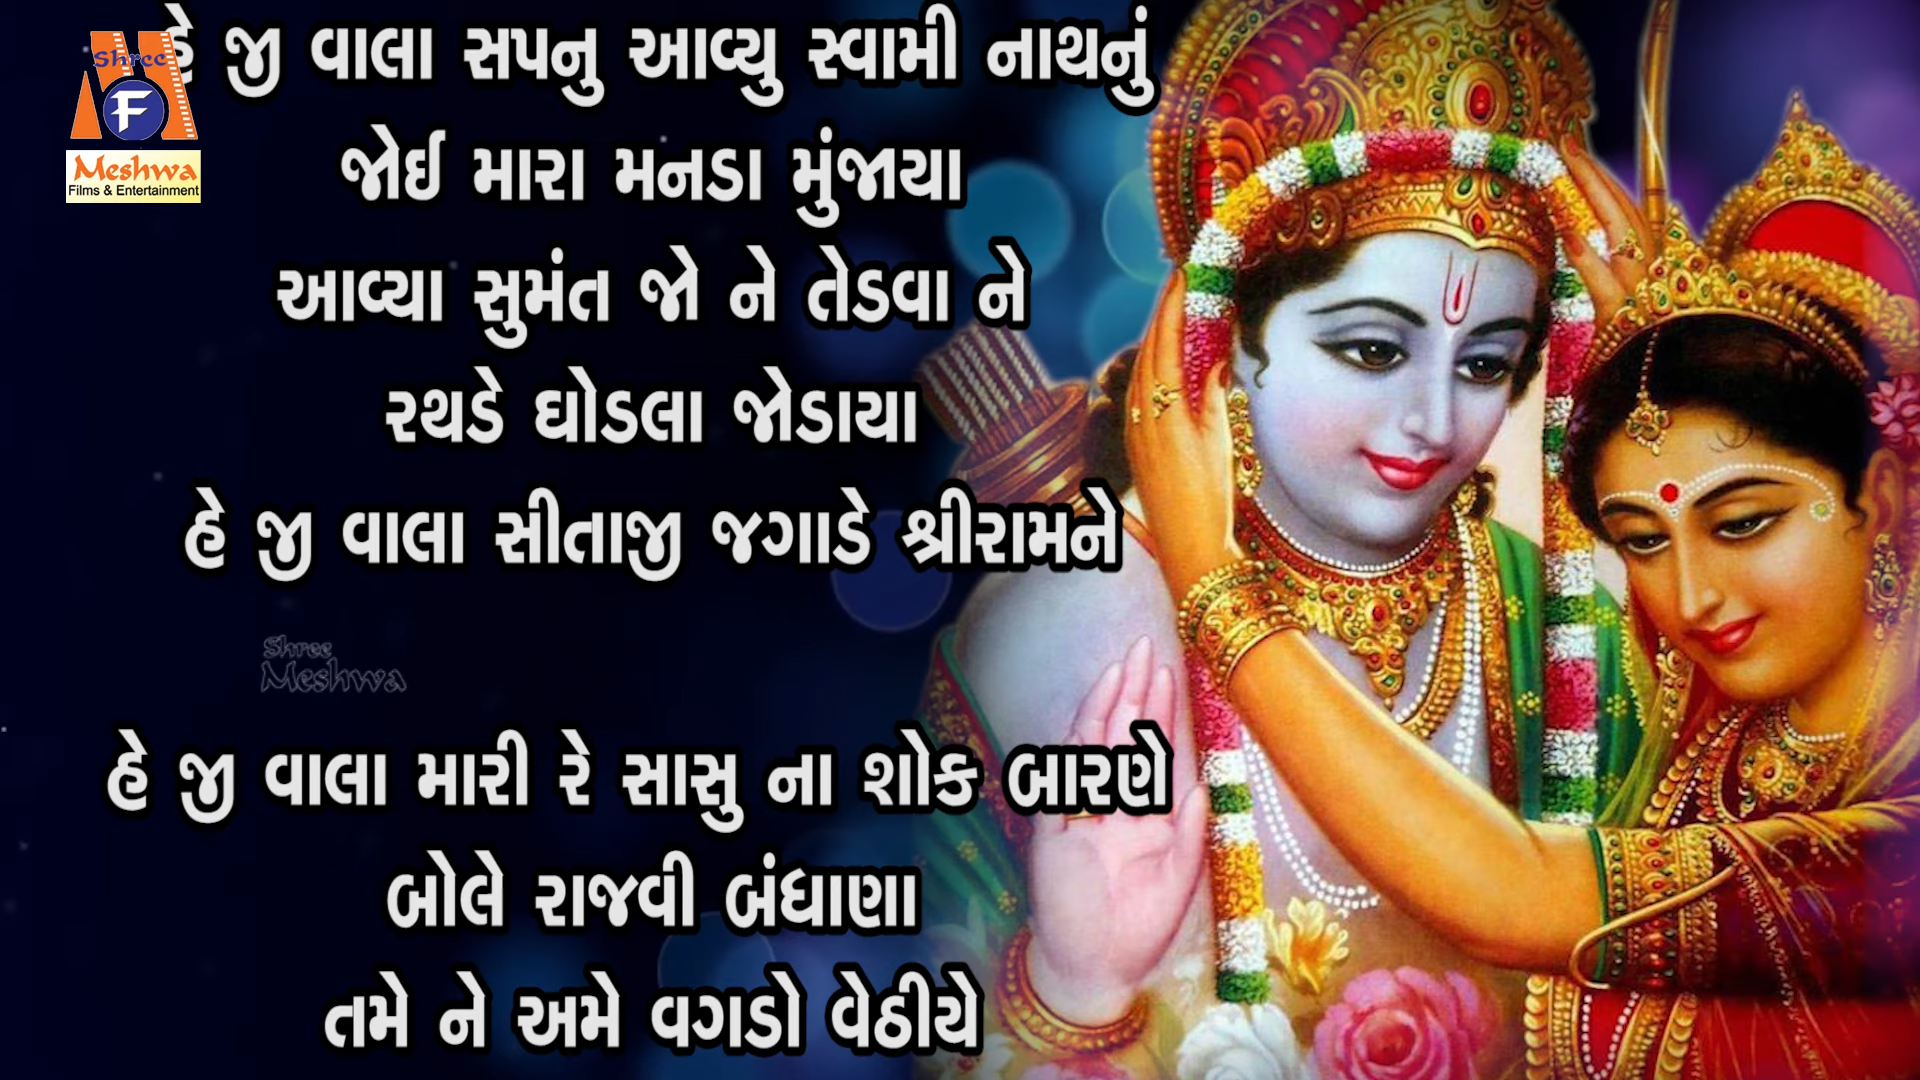 Shree
F
Meshwa
Films & Entertainment
હે જી વાલા સપનુ આવ્યુ સ્વામી નાથનું
જોઈ મારા મનડા મુંજાયા
આવ્યા સુમંત જો ને તેડવા ને
રથડે ઘોડલા જોડાયા
હે જી વાલા સીતાજી જગાડે શ્રીરામને
Shree
Meshwa
હે જી વાલા મારી રે સાસુ ના શોક બારણે
બોલે રાજવી બંધાણા
તમે ને અમે વગડો વેઠીયે